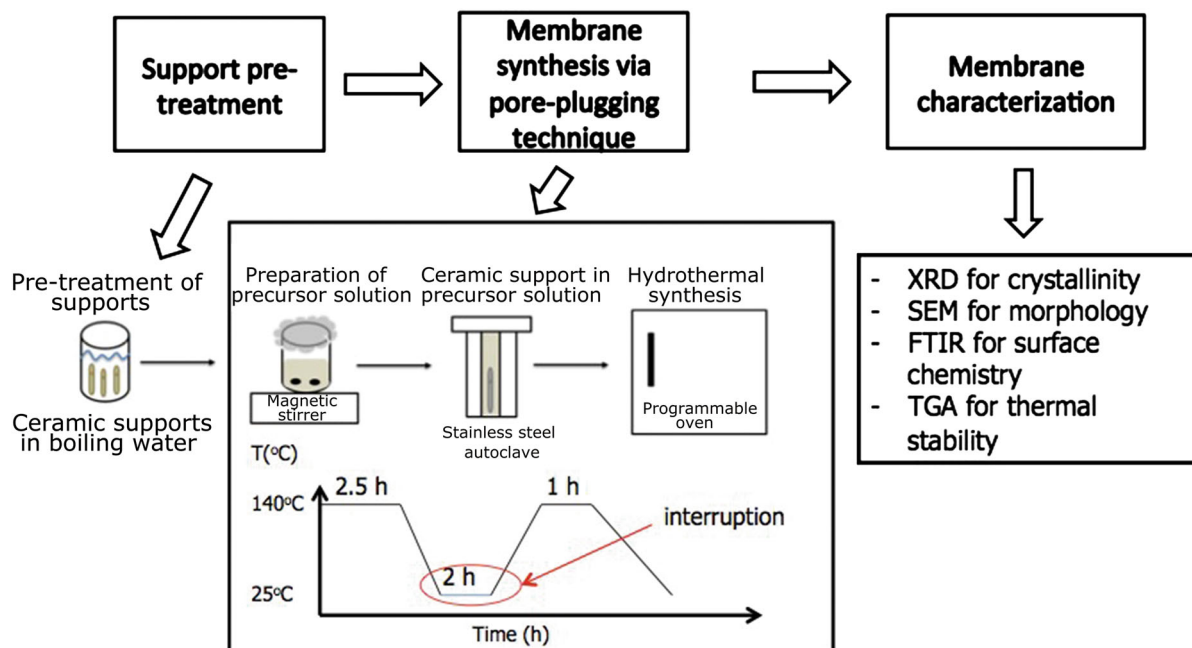 Support pre-
treatment
Membrane
synthesis via
pore-plugging
technique
Membrane
characterization
Pre-treatment of
supports
Ceramic supports
in boiling water
Preparation of
precursor solution
Magnetic
stirrer
Ceramic support in
precursor solution
Stainless steel
autoclave
Hydrothermal
synthesis
Programmable
oven
T(°C)
140°C
25°C
2.5 h
2 h
1 h
interruption
Time (h)
- XRD for crystallinity
- SEM for morphology
- FTIR for surface
chemistry
- TGA for thermal
stability